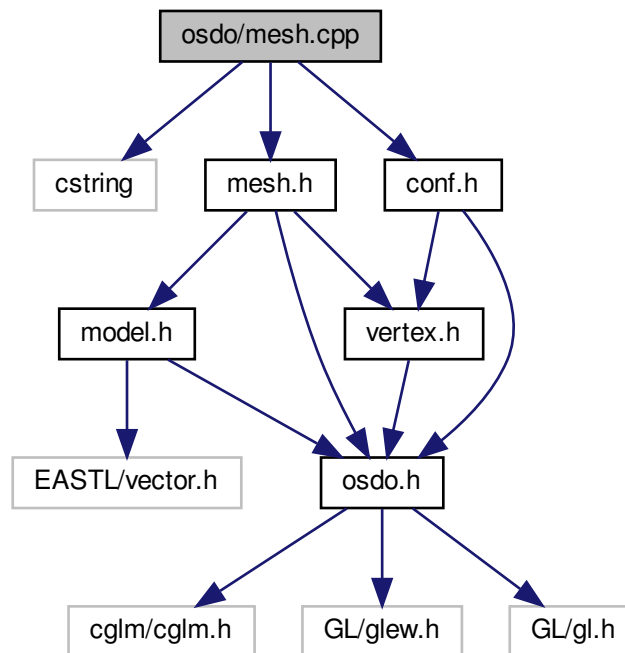 osdo/mesh.cpp
cstring
mesh.h
conf.h
model.h
vertex.h
EASTL/vector.h
osdo.h
cglm/cglm.h
GL/glew.h
GL/gl.h